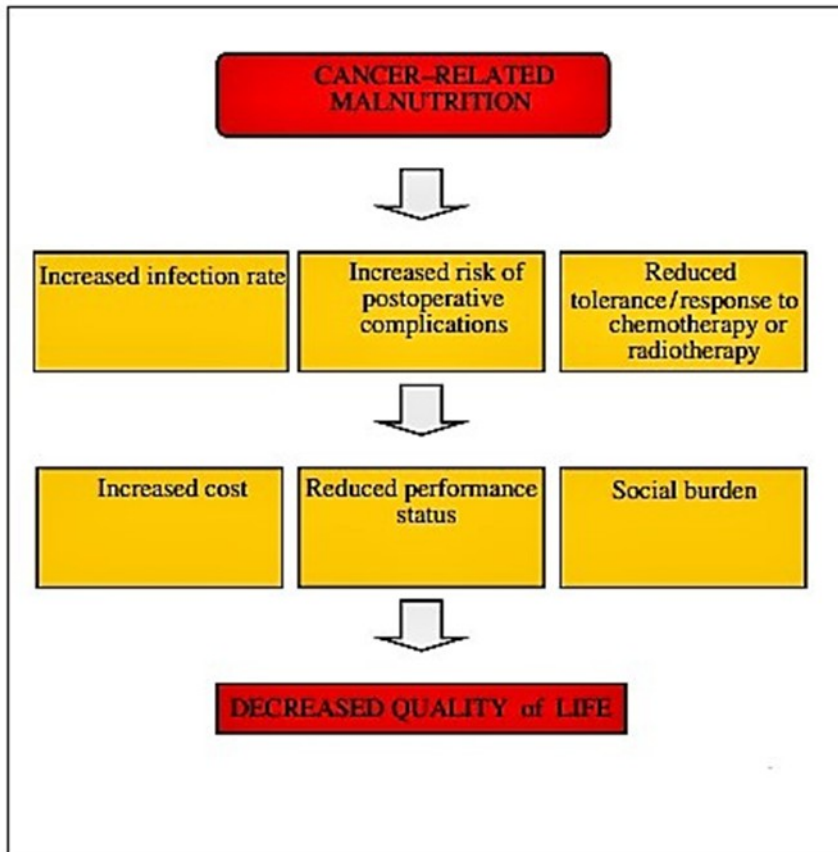 CANCER–RELATED
MALNUTRITION
Increased infection rate
Increased risk of
postoperative
complications
Reduced
tolerance/response to
chemotherapy or
radiotherapy
Increased cost
Reduced performance
status
Social burden
DECREASED QUALITY of LIFE